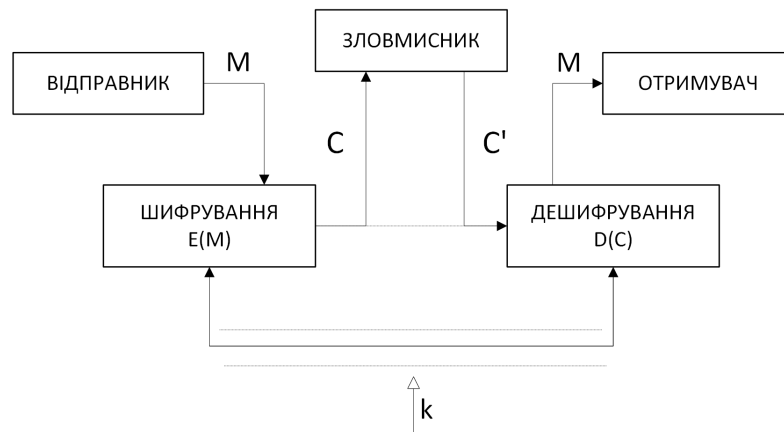 ЗЛОВМИСНИК
ВІДПРАВНИК
M
M
ОТРИМУВАЧ
C
C'
ШИФРУВАННЯ
E(M)
ДЕШИФРУВАННЯ
D(C)
k